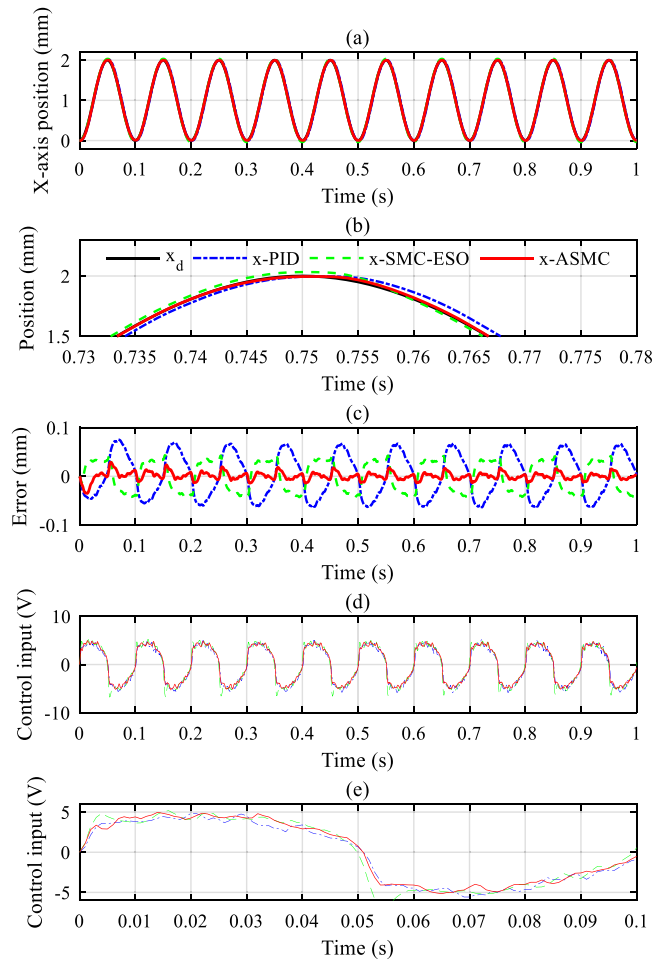 (a)
X-axis position (mm)
2
1
0
0 0.1 0.2 0.3 0.4 0.5 0.6 0.7 0.8 0.9 1
Time (s)
(b)
Position (mm)
x_d x-PID x-SMC-ESO x-ASMC
2
1.5
0.73 0.735 0.74 0.745 0.75 0.755 0.76 0.765 0.77 0.775 0.78
Time (s)
(c)
Error (mm)
0.1
0
-0.1
0 0.1 0.2 0.3 0.4 0.5 0.6 0.7 0.8 0.9 1
Time (s)
(d)
Control input (V)
10
0
-10
0 0.1 0.2 0.3 0.4 0.5 0.6 0.7 0.8 0.9 1
Time (s)
(e)
Control input (V)
5
0
-5
0 0.01 0.02 0.03 0.04 0.05 0.06 0.07 0.08 0.09 0.1
Time (s)